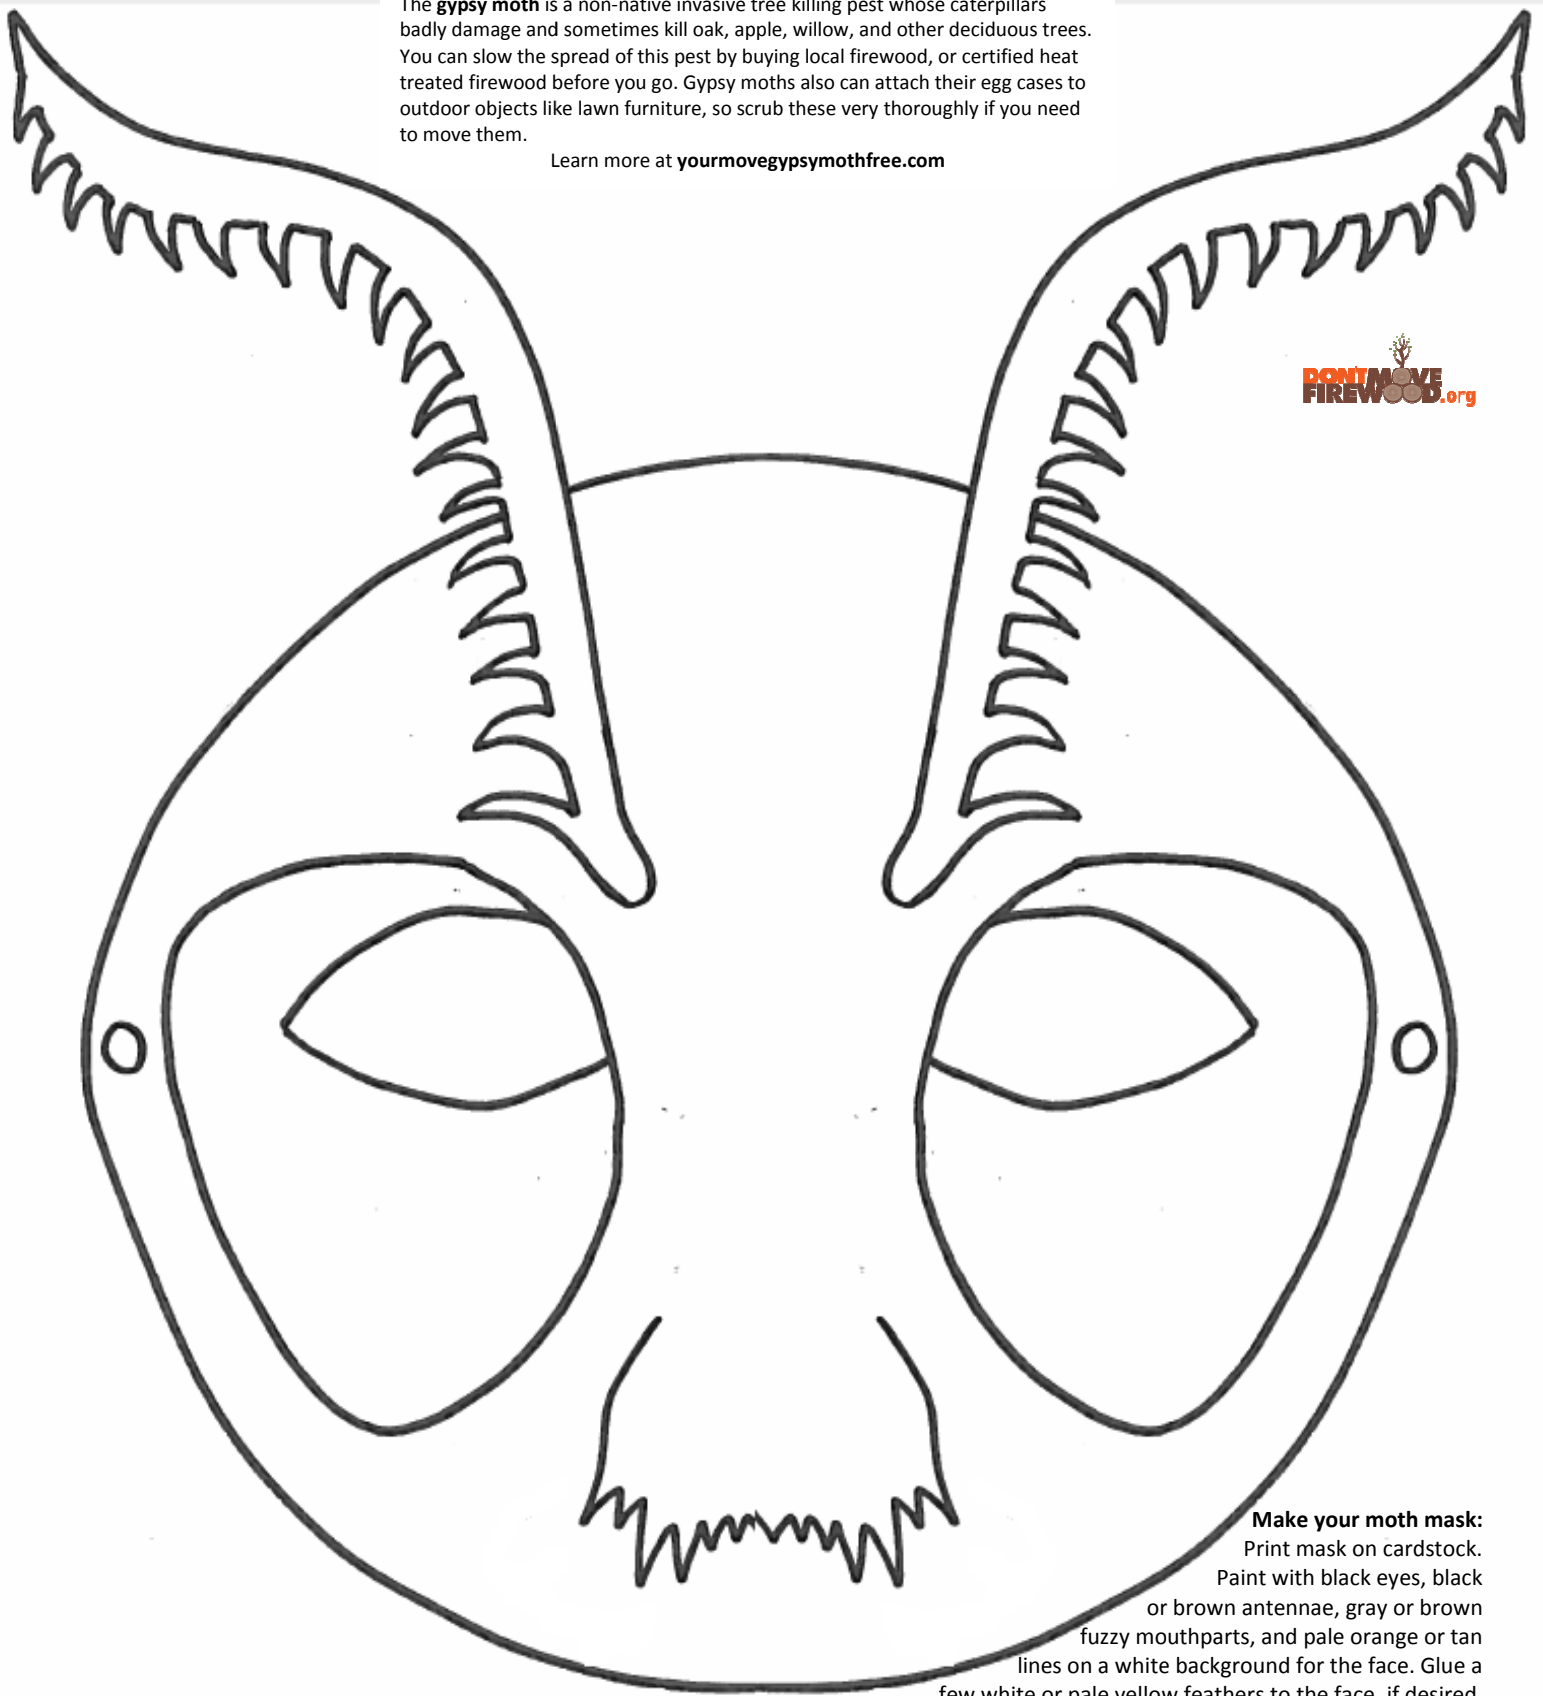 The gypsy moth is a non-native invasive tree killing pest whose caterpillars
badly damage and sometimes kill oak, apple, willow, and other deciduous trees.
You can slow the spread of this pest by buying local firewood, or certified heat
treated firewood before you go. Gypsy moths also can attach their egg cases to
outdoor objects like lawn furniture, so scrub these very thoroughly if you need
to move them.
Learn more at yourmovegypsymothfree.com
DONTMOVE
FIREWOOD.org
Make your moth mask:
Print mask on cardstock.
Paint with black eyes, black
or brown antennae, gray or brown
fuzzy mouthparts, and pale orange or tan
lines on a white background for the face. Glue a
few white or pale yellow feathers to the face, if desired.